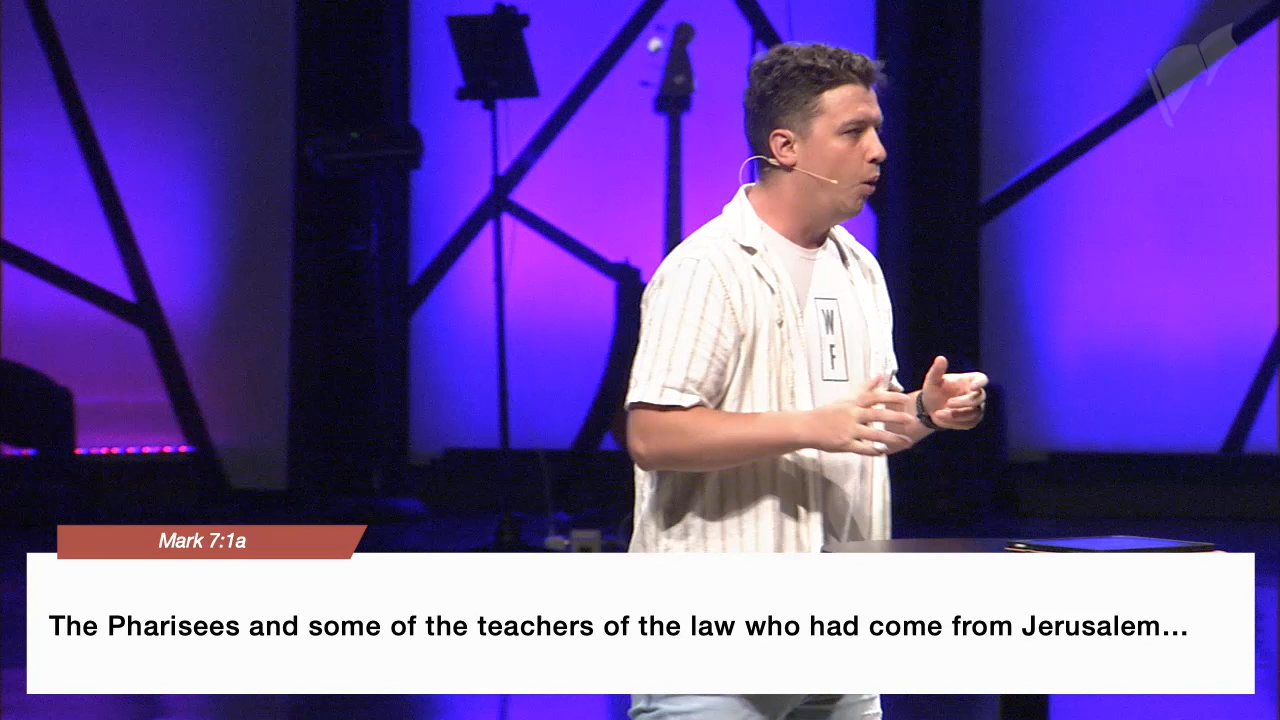 W
F
Mark 7:1a
The Pharisees and some of the teachers of the law who had come from Jerusalem...